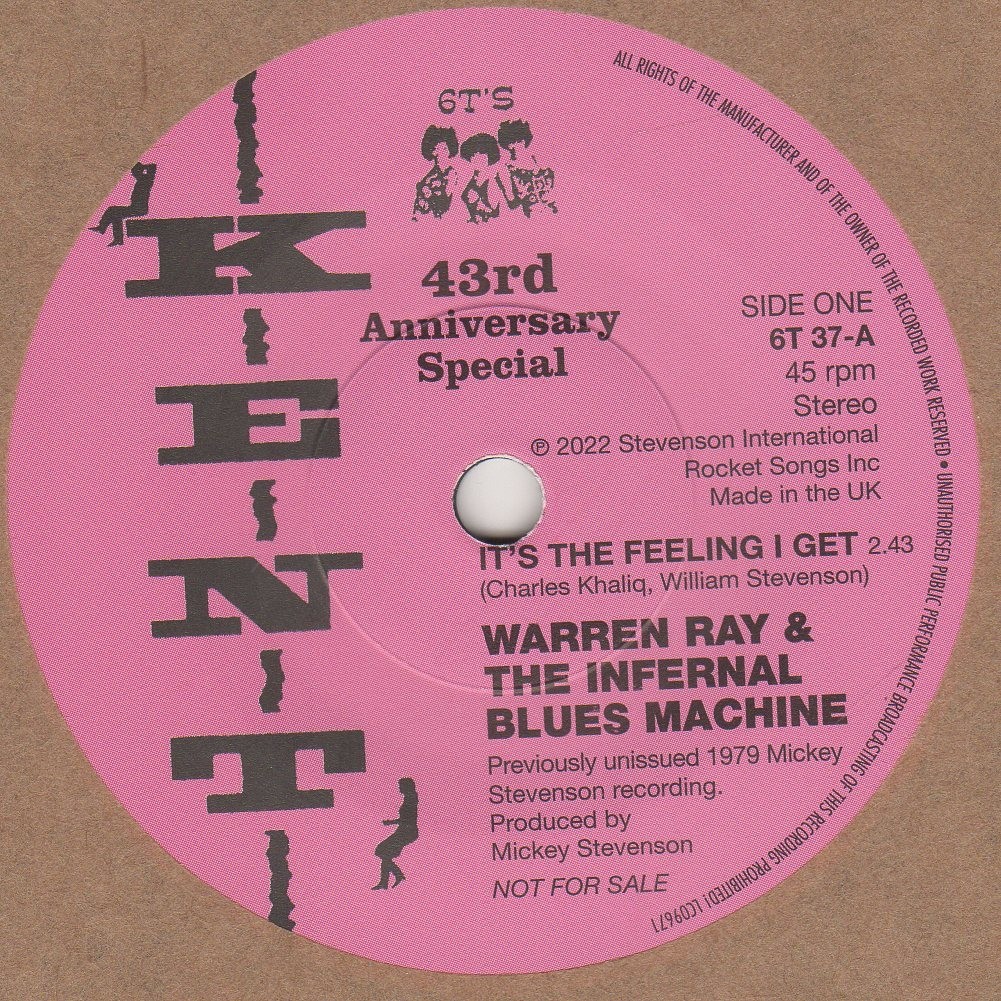 6T'S
KENT
43rd
Anniversary
Special
SIDE ONE
6T 37-A
45 rpm
Stereo
℗ 2022 Stevenson International
Rocket Songs Inc
Made in the UK
IT'S THE FEELING I GET 2.43
(Charles Khaliq, William Stevenson)
WARREN RAY &
THE INFERNAL
BLUES MACHINE
Previously unissued 1979 Mickey
Stevenson recording.
Produced by
Mickey Stevenson
NOT FOR SALE
ALL RIGHTS OF THE MANUFACTURER AND OF THE OWNER OF THE RECORDED WORK RESERVED • UNAUTHORISED PUBLIC PERFORMANCE BROADCASTING OF THIS RECORDING PROHIBITED! LC09671